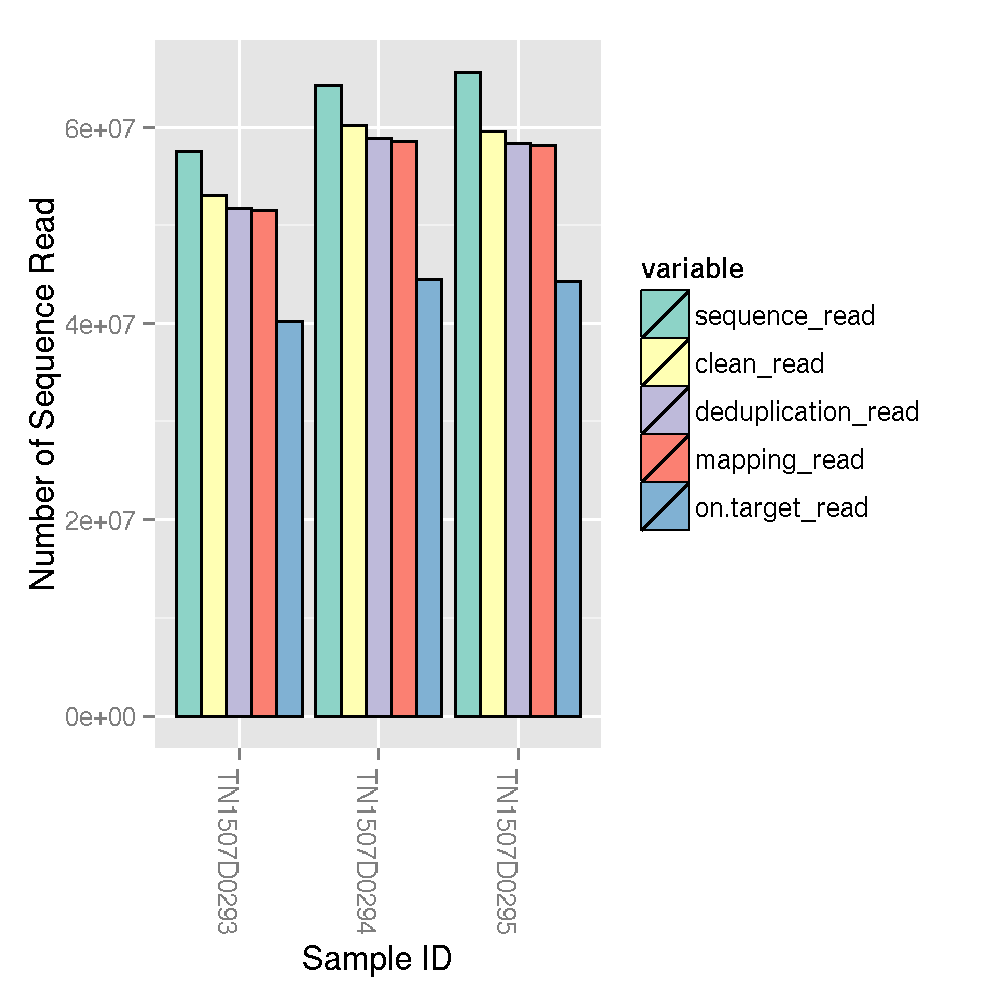 Number of Sequence Read
6e+07
4e+07
2e+07
0e+00
TN1507D0293
TN1507D0294
TN1507D0295
Sample ID
variable
sequence_read
clean_read
deduplication_read
mapping_read
on.target_read